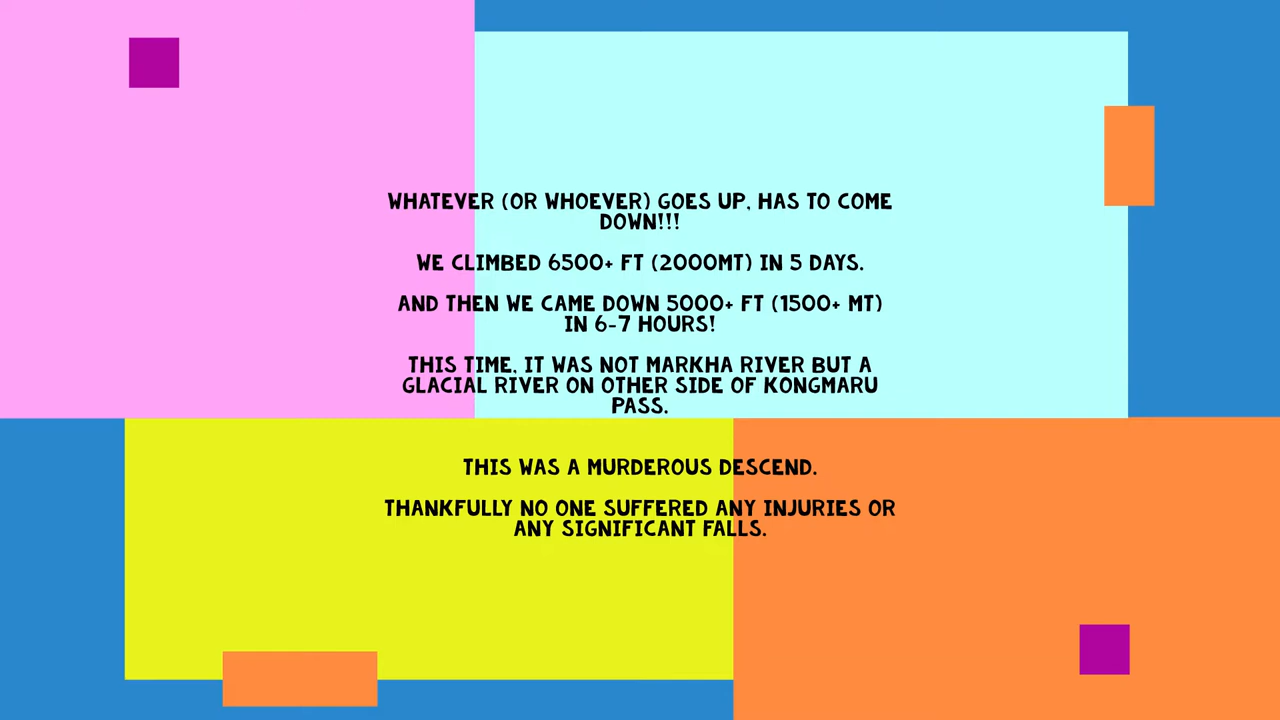 WHATEVER (OR WHOEVER) GOES UP, HAS TO COME
DOWN!!!
WE CLIMBED 6500+ FT (2000MT) IN 5 DAYS.
AND THEN WE CAME DOWN 5000+ FT (1500+ MT)
IN 6-7 HOURS!
THIS TIME, IT WAS NOT MARKHA RIVER BUT A
GLACIAL RIVER ON OTHER SIDE OF KONGMARU
PASS.
THIS WAS A MURDEROUS DESCEND.
THANKFULLY NO ONE SUFFERED ANY INJURIES OR
ANY SIGNIFICANT FALLS.